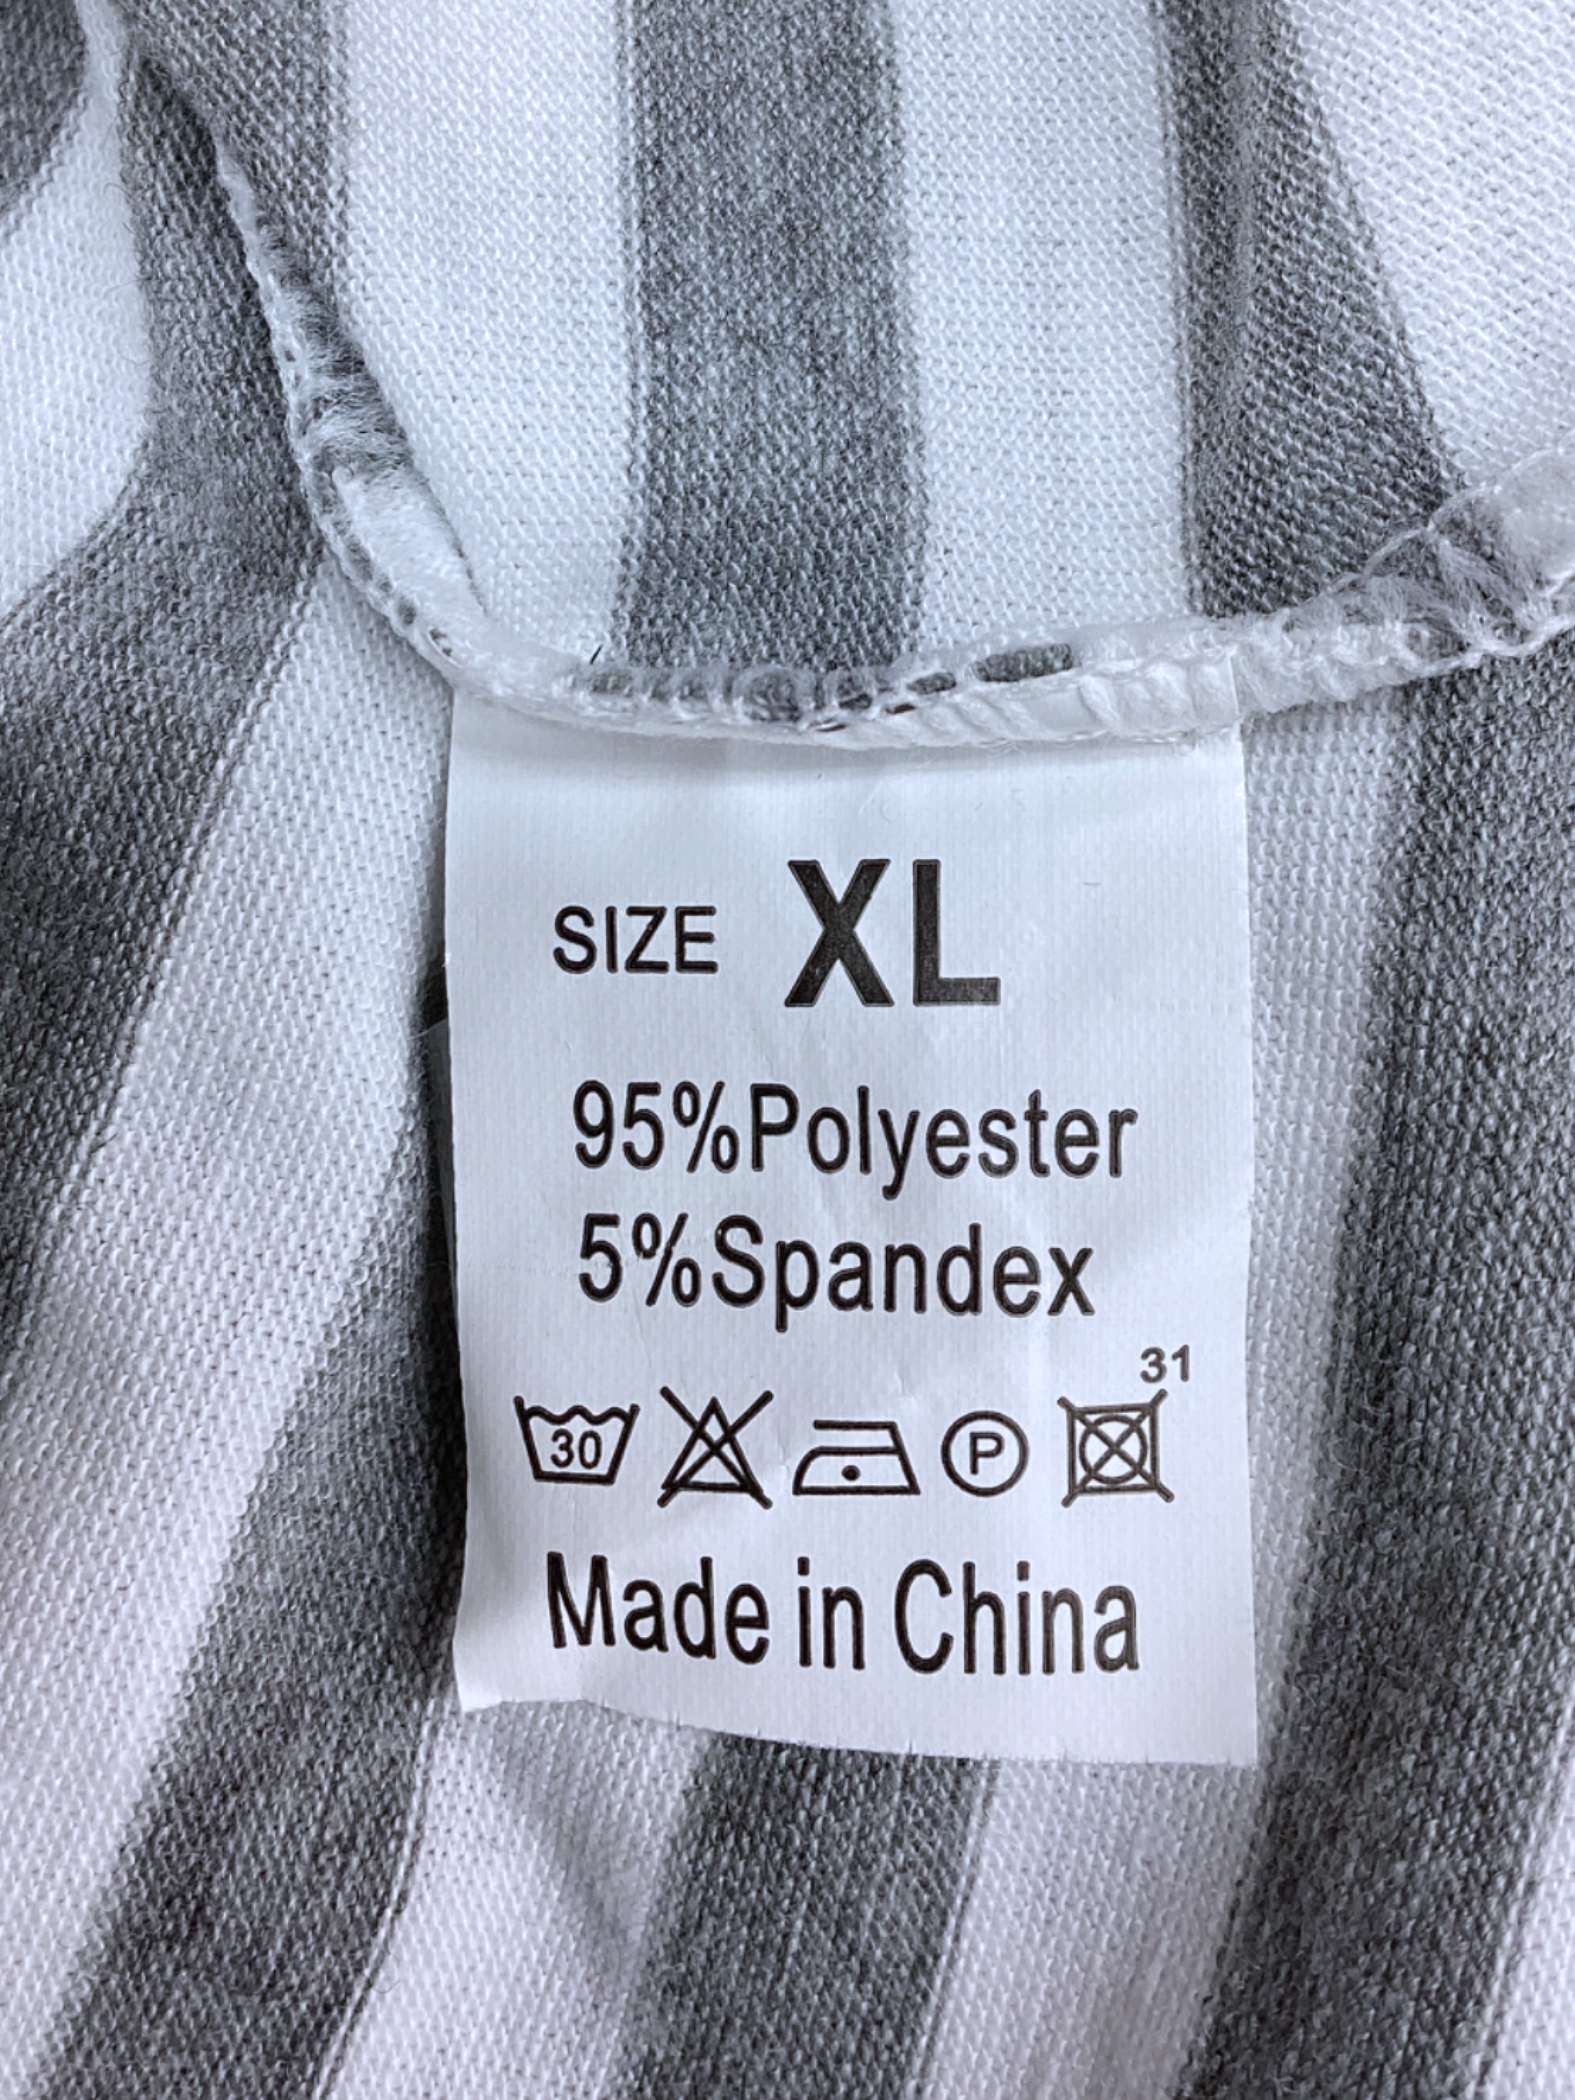 SIZE XL
95%Polyester
5%Spandex
31
30 P
Made in China